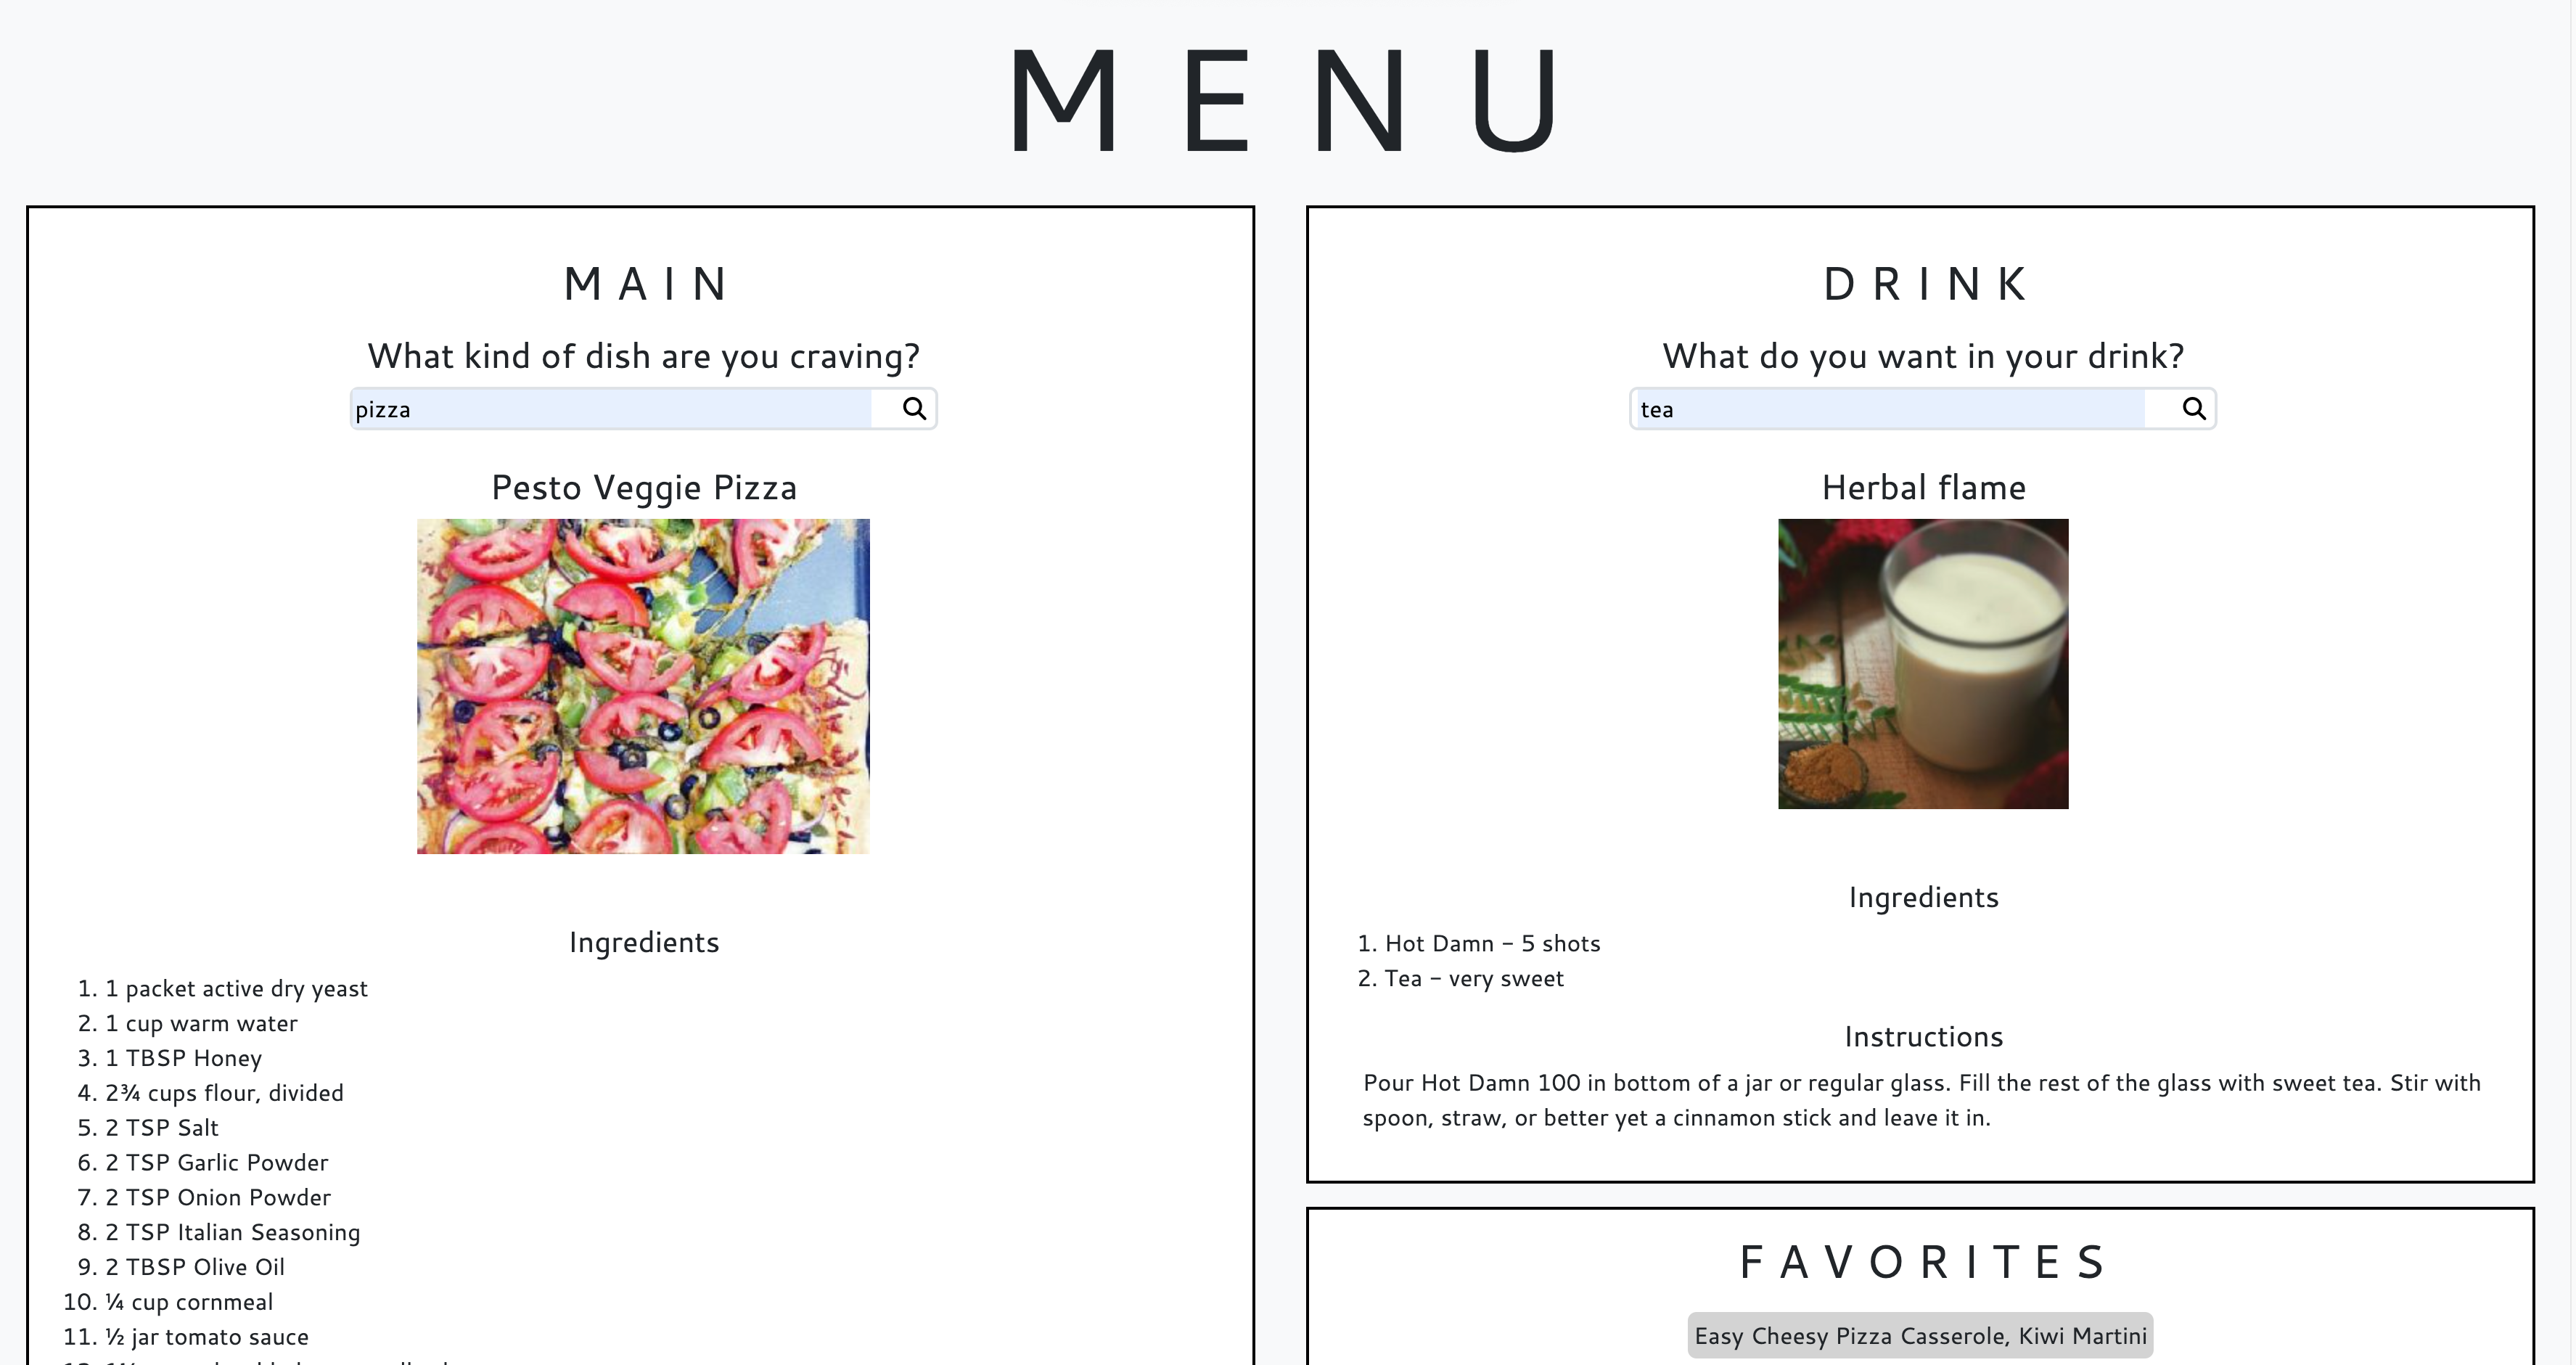 MENU
MAIN
What kind of dish are you craving?
pizza
Pesto Veggie Pizza
Ingredients
1. 1 packet active dry yeast
2. 1 cup warm water
3. 1 TBSP Honey
4. 2¾ cups flour, divided
5. 2 TSP Salt
6. 2 TSP Garlic Powder
7. 2 TSP Onion Powder
8. 2 TSP Italian Seasoning
9. 2 TBSP Olive Oil
10. ¼ cup cornmeal
11. ½ jar tomato sauce
DRINK
What do you want in your drink?
tea
Herbal flame
Ingredients
1. Hot Damn - 5 shots
2. Tea - very sweet
Instructions
Pour Hot Damn 100 in bottom of a jar or regular glass. Fill the rest of the glass with sweet tea. Stir with
spoon, straw, or better yet a cinnamon stick and leave it in.
FAVORITES
Easy Cheesy Pizza Casserole, Kiwi Martini